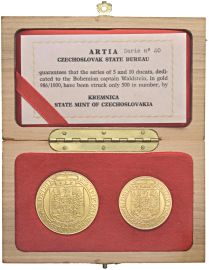 ARTIA Serie n° 40
CZECHOSLOVAK STATE BUREAU
guarantees that the series of 5 and 10 ducats, dedi-
cated to the Bohemian captain Waldstein, in gold
986/1000, have been struck only 500 in number, by
KREMNICA
STATE MINT OF CZECHOSLOVAKIA